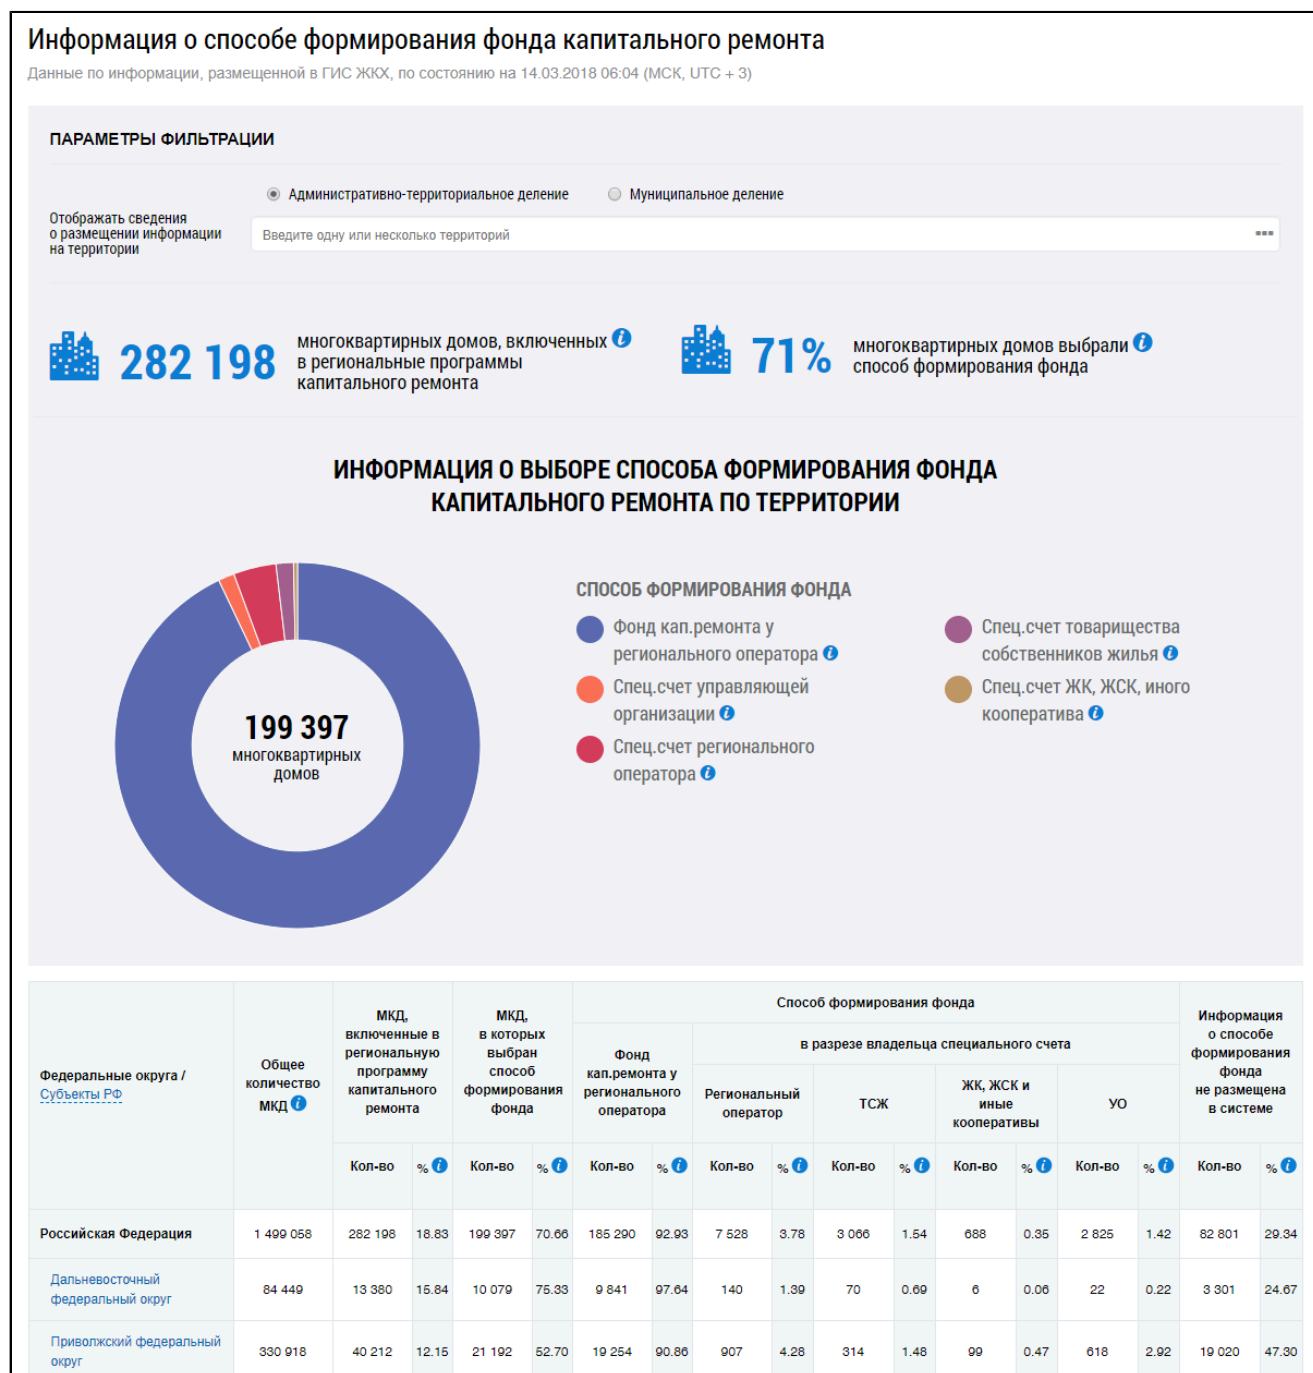 Информация о способе формирования фонда капитального ремонта
Данные по информации, размещенной в ГИС ЖКХ, по состоянию на 14.03.2018 06:04 (МСК, UTC + 3)
ПАРАМЕТРЫ ФИЛЬТРАЦИИ
Административно-территориальное деление
Муниципальное деление
Отображать сведения
о размещении информации
на территории
Введите одну или несколько территорий
282 198
многоквартирных домов, включенных
в региональные программы
капитального ремонта
71%
многоквартирных домов выбрали
способ формирования фонда
ИНФОРМАЦИЯ О ВЫБОРЕ СПОСОБА ФОРМИРОВАНИЯ ФОНДА
КАПИТАЛЬНОГО РЕМОНТА ПО ТЕРРИТОРИИ
199 397
многоквартирных
домов
СПОСОБ ФОРМИРОВАНИЯ ФОНДА
Фонд кап.ремонта у
регионального оператора
Спец.счет управляющей
организации
Спец.счет регионального
оператора
Спец.счет товарищества
собственников жилья
Спец.счет ЖК, ЖСК, иного
кооператива
Федеральные округа /
Субъекты РФ
Общее
количество
МКД
МКД,
включенные в
региональную
программу
капитального
ремонта
МКД,
в которых
выбран
способ
формирования
фонда
Способ формирования фонда
Фонд
кап.ремонта у
регионального
оператора
в разрезе владельца специального счета
Региональный
оператор
ТСЖ
ЖК, ЖСК и
иные
кооперативы
УО
Информация
о способе
формирования
фонда
не размещена
в системе
Кол-во % Кол-во % Кол-во % Кол-во % Кол-во % Кол-во % Кол-во % Кол-во %
Российская Федерация 1 499 058 282 198 18.83 199 397 70.66 185 290 92.93 7 528 3.78 3 066 1.54 688 0.35 2 825 1.42 82 801 29.34
Дальневосточный
федеральный округ 84 449 13 380 15.84 10 079 75.33 9 841 97.64 140 1.39 70 0.69 6 0.06 22 0.22 3 301 24.67
Приволжский федеральный
округ 330 918 40 212 12.15 21 192 52.70 19 254 90.86 907 4.28 314 1.48 99 0.47 618 2.92 19 020 47.30